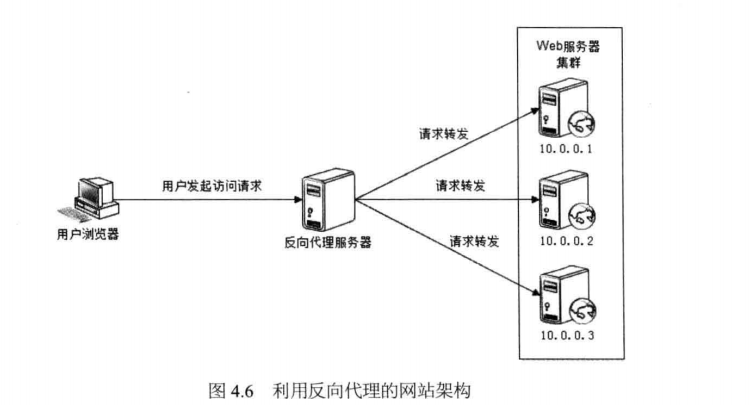 Web服务器
集群
请求转发
10.0.0.1
用户发起访问请求
请求转发
用户浏览器
反向代理服务器
10.0.0.2
请求转发
10.0.0.3
图 4.6 利用反向代理的网站架构